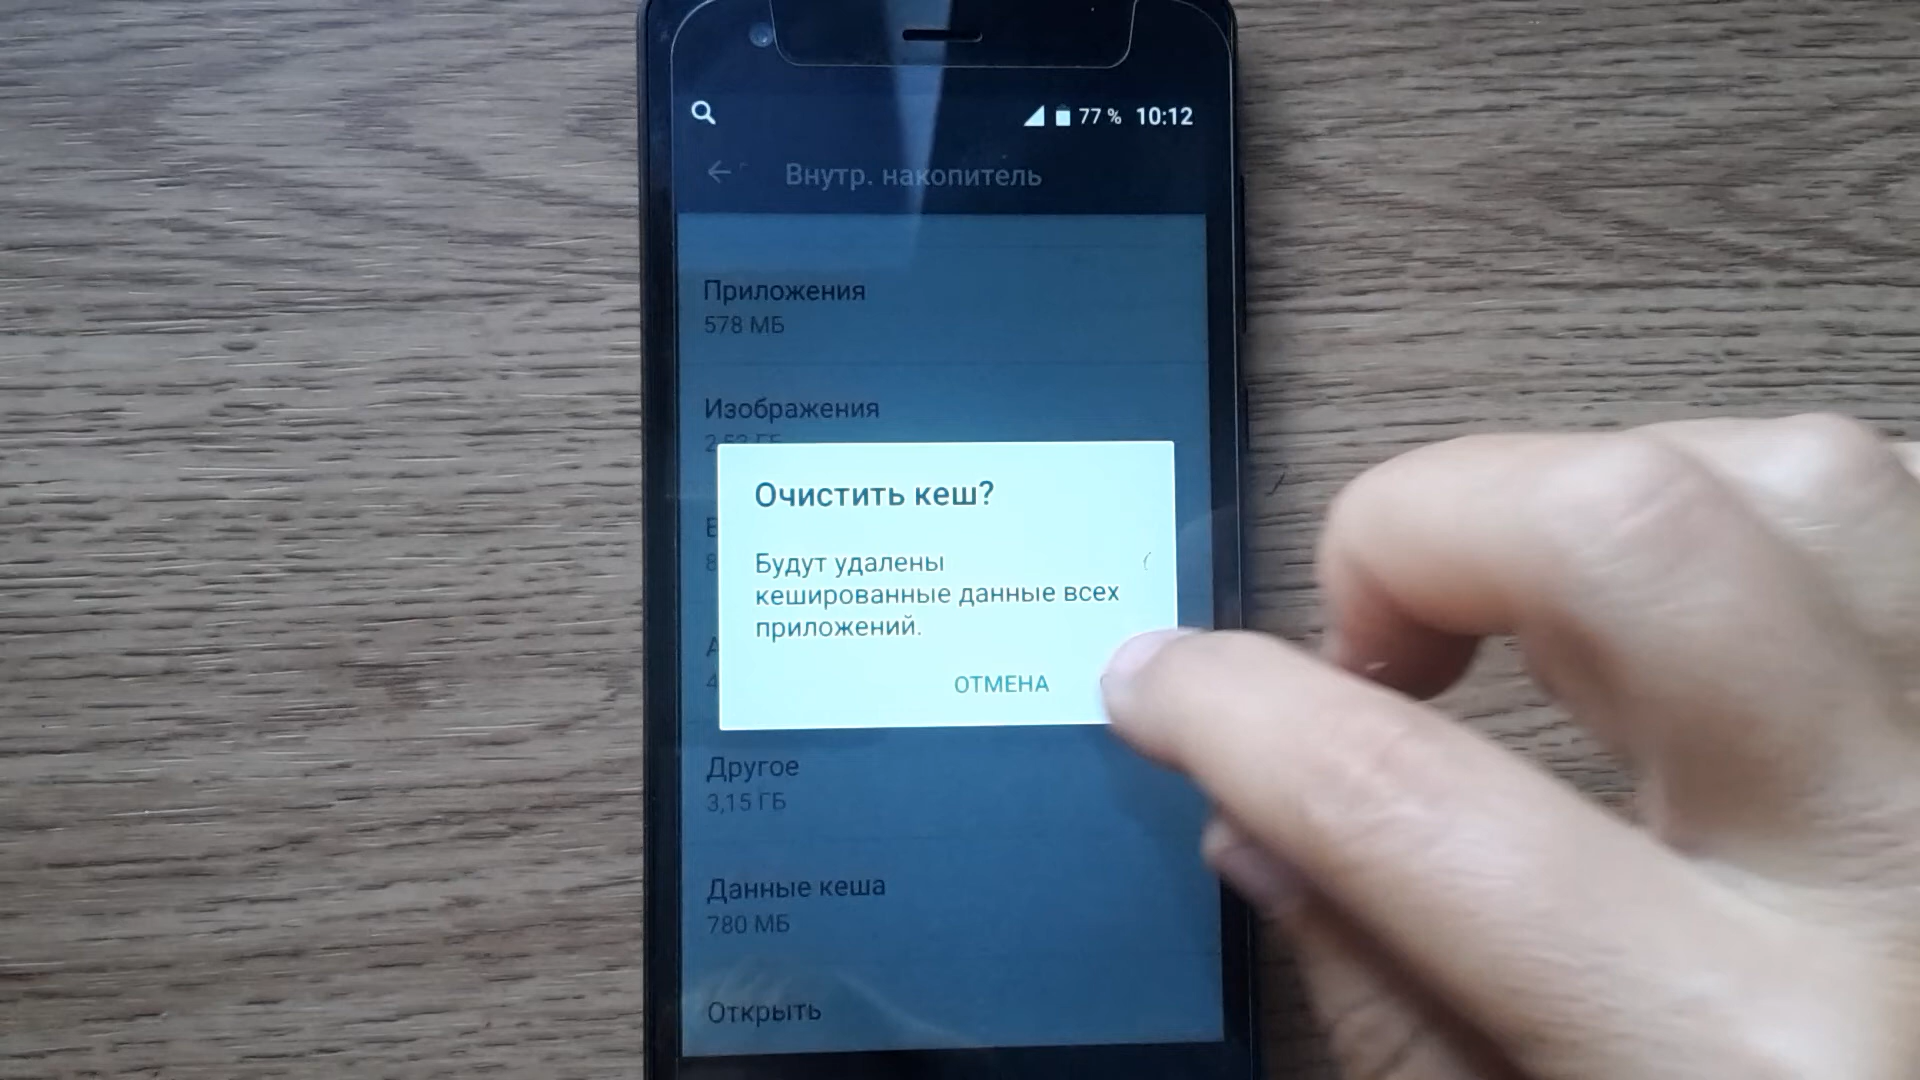 77 % 10:12
Внутр. накопитель
Приложения
578 МБ
Изображения
Очистить кеш?
Будут удалены
кешированные данные всех
приложений.
ОТМЕНА
Другое
3,15 ГБ
Данные кеша
780 МБ
Открыть